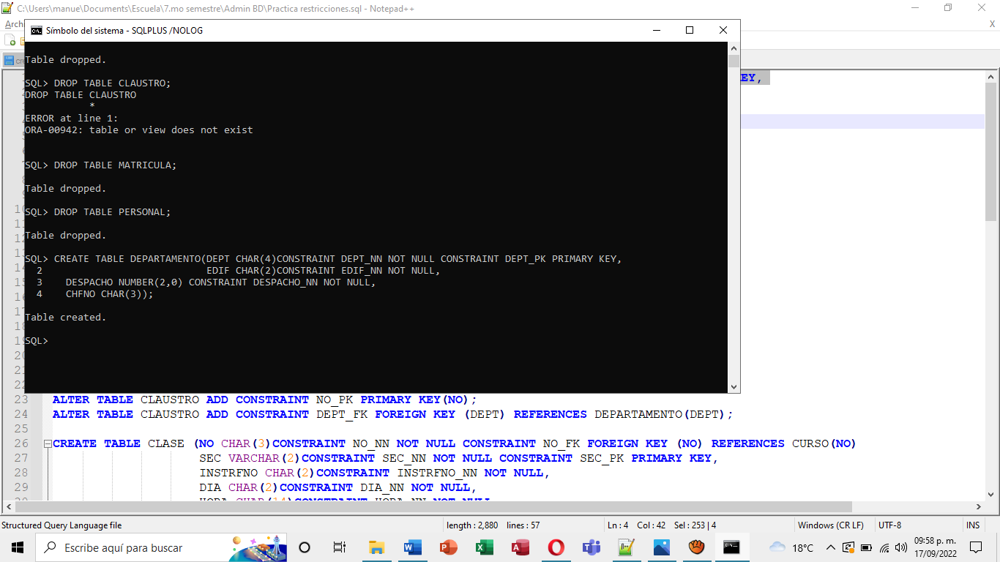 C:\Users\manue\Documents\Escuela\7.mo semestre\Admin BD\Practica restricciones.sql - Notepad++
Arch
X
Símbolo del sistema - SQLPLUS /NOLOG
Table dropped.
SQL> DROP TABLE CLAUSTRO;
DROP TABLE CLAUSTRO
*
ERROR at line 1:
ORA-00942: table or view does not exist
SQL> DROP TABLE MATRICULA;
Table dropped.
SQL> DROP TABLE PERSONAL;
Table dropped.
SQL> CREATE TABLE DEPARTAMENTO(DEPT CHAR(4)CONSTRAINT DEPT_NN NOT NULL CONSTRAINT DEPT_PK PRIMARY KEY,
2 EDIF CHAR(2)CONSTRAINT EDIF_NN NOT NULL,
3 DESPACHO NUMBER(2,0) CONSTRAINT DESPACHO_NN NOT NULL,
4 CHFNO CHAR(3));
Table created.
SQL>
EY,
23 ALTER TABLE CLAUSTRO ADD CONSTRAINT NO_PK PRIMARY KEY(NO);
24 ALTER TABLE CLAUSTRO ADD CONSTRAINT DEPT_FK FOREIGN KEY (DEPT) REFERENCES DEPARTAMENTO(DEPT);
25
26 CREATE TABLE CLASE (NO CHAR(3)CONSTRAINT NO_NN NOT NULL CONSTRAINT NO_FK FOREIGN KEY (NO) REFERENCES CURSO(NO)
27 SEC VARCHAR(2)CONSTRAINT SEC_NN NOT NULL CONSTRAINT SEC_PK PRIMARY KEY,
28 INSTRFNO CHAR(2)CONSTRAINT INSTRFNO_NN NOT NULL,
29 DIA CHAR(2)CONSTRAINT DIA_NN NOT NULL,
30 HORA CHAR(14)CONSTRAINT HORA_NN NOT NULL
Structured Query Language file
length : 2,880 lines : 57
Ln : 4 Col : 42 Sel : 253 | 4
Windows (CR LF)
UTF-8
INS
Escribe aquí para buscar
18°C
09:58 p. m.
17/09/2022